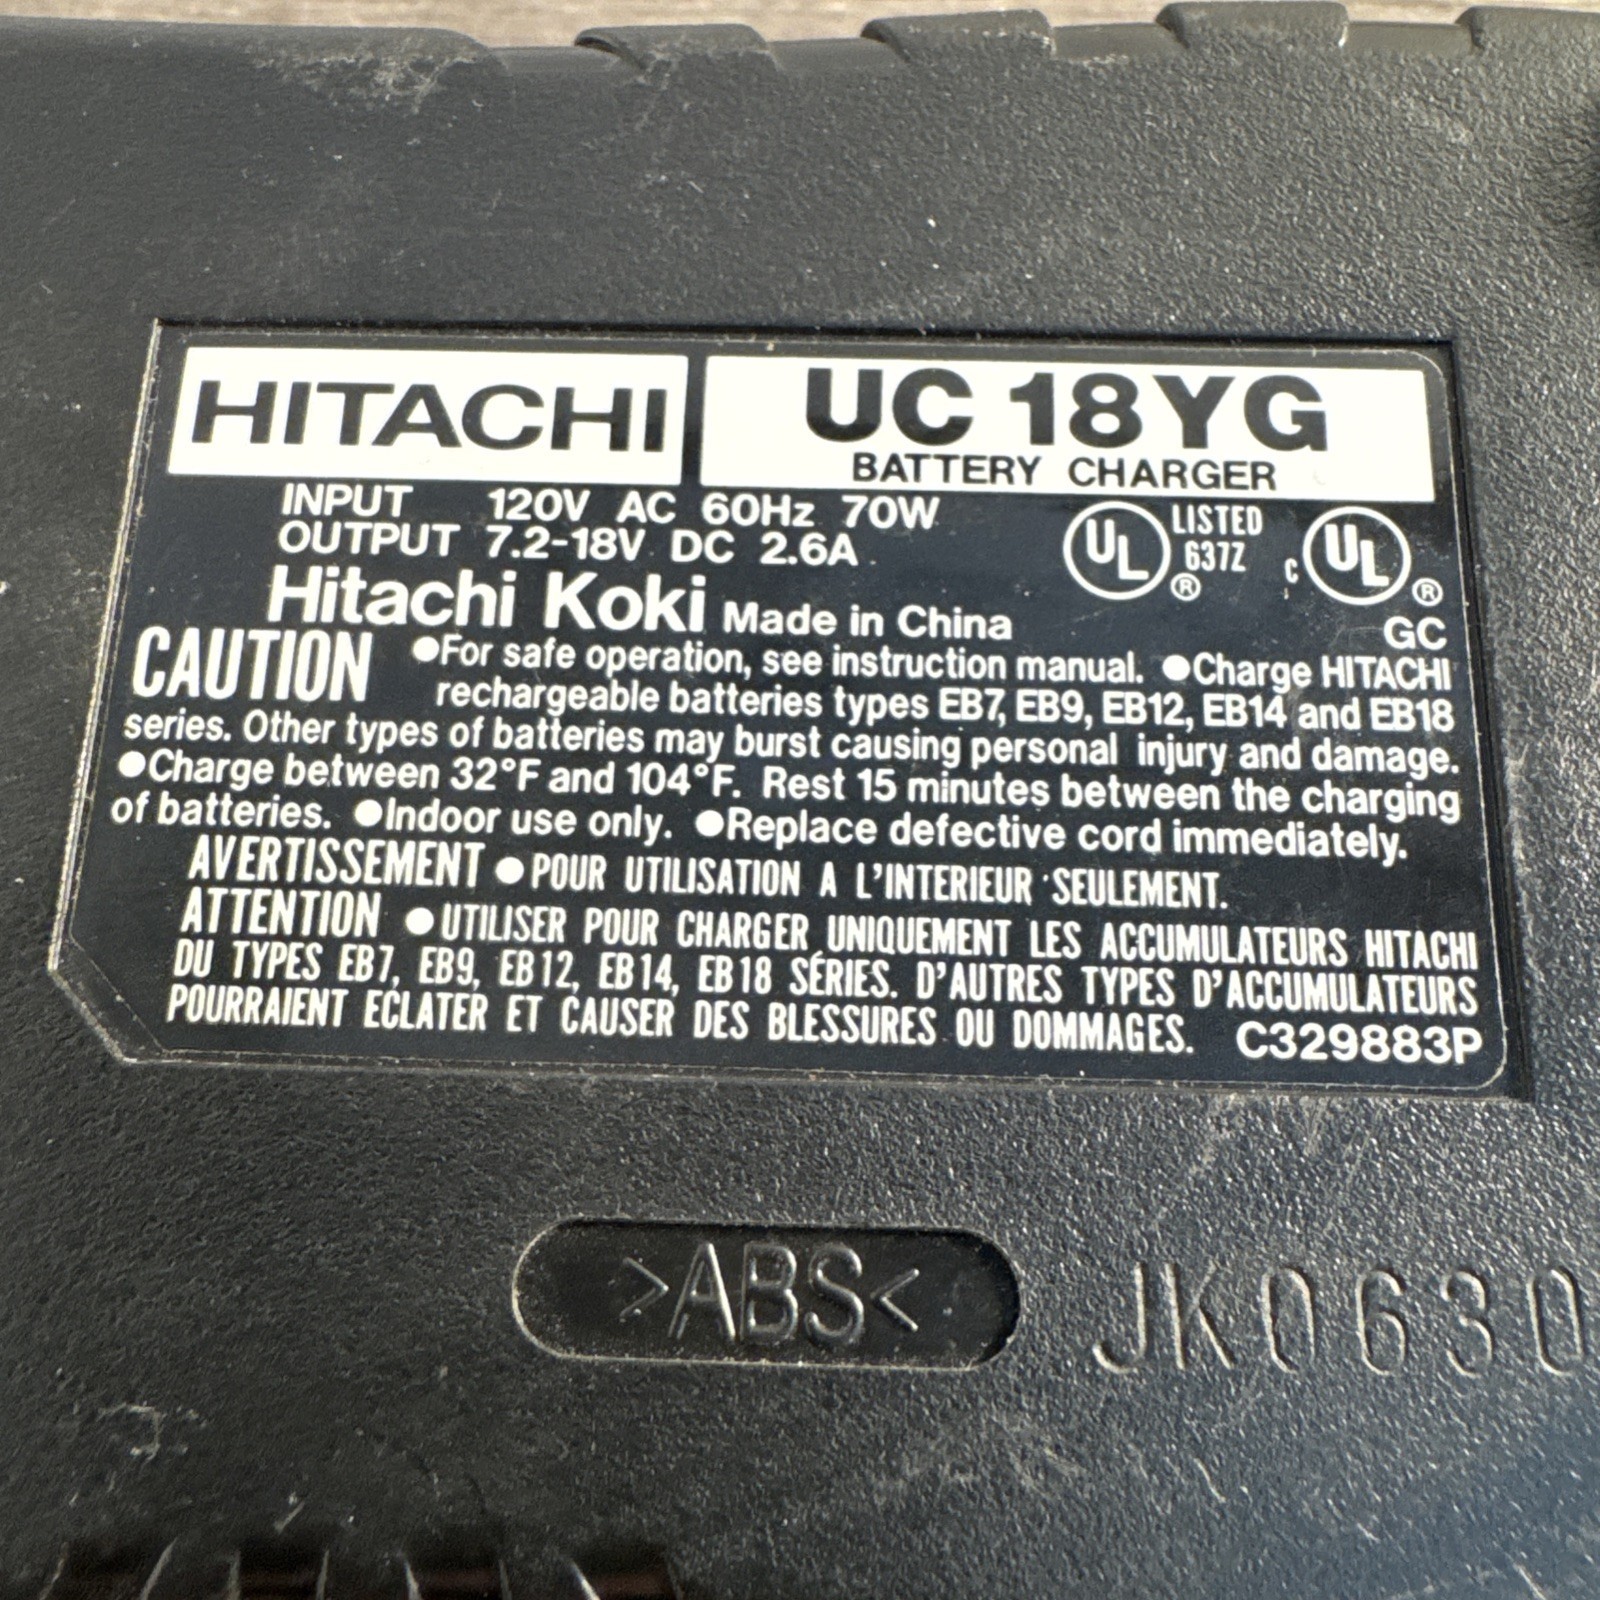 HITACHI
UC 18YG
BATTERY CHARGER
INPUT 120V AC 60Hz 70W
OUTPUT 7.2-18V DC 2.6A
UL LISTED 637Z ®
c UL ®
Hitachi Koki Made in China
GC
CAUTION ●For safe operation, see instruction manual. ●Charge HITACHI
rechargeable batteries types EB7, EB9, EB12, EB14 and EB18
series. Other types of batteries may burst causing personal injury and damage.
●Charge between 32°F and 104°F. Rest 15 minutes between the charging
of batteries. ●Indoor use only. ●Replace defective cord immediately.
AVERTISSEMENT ●POUR UTILISATION A L'INTERIEUR SEULEMENT.
ATTENTION ●UTILISER POUR CHARGER UNIQUEMENT LES ACCUMULATEURS HITACHI
DU TYPES EB7, EB9, EB12, EB14, EB18 SÉRIES. D'AUTRES TYPES D'ACCUMULATEURS
POURRAIENT ECLATER ET CAUSER DES BLESSURES OU DOMMAGES. C329883P
>ABS< JK0630